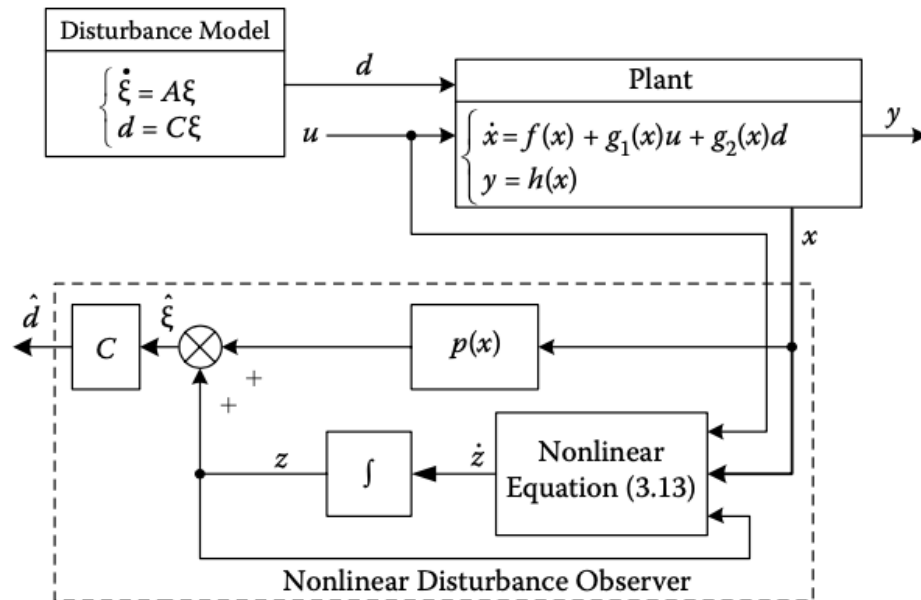 Disturbance Model
ξ̇ = Aξ
d = Cξ
d
u
Plant
ẋ = f(x) + g₁(x)u + g₂(x)d
y = h(x)
y
x
d̂
C
ξ̂
p(x)
+
+
z
∫
ż
Nonlinear
Equation (3.13)
Nonlinear Disturbance Observer